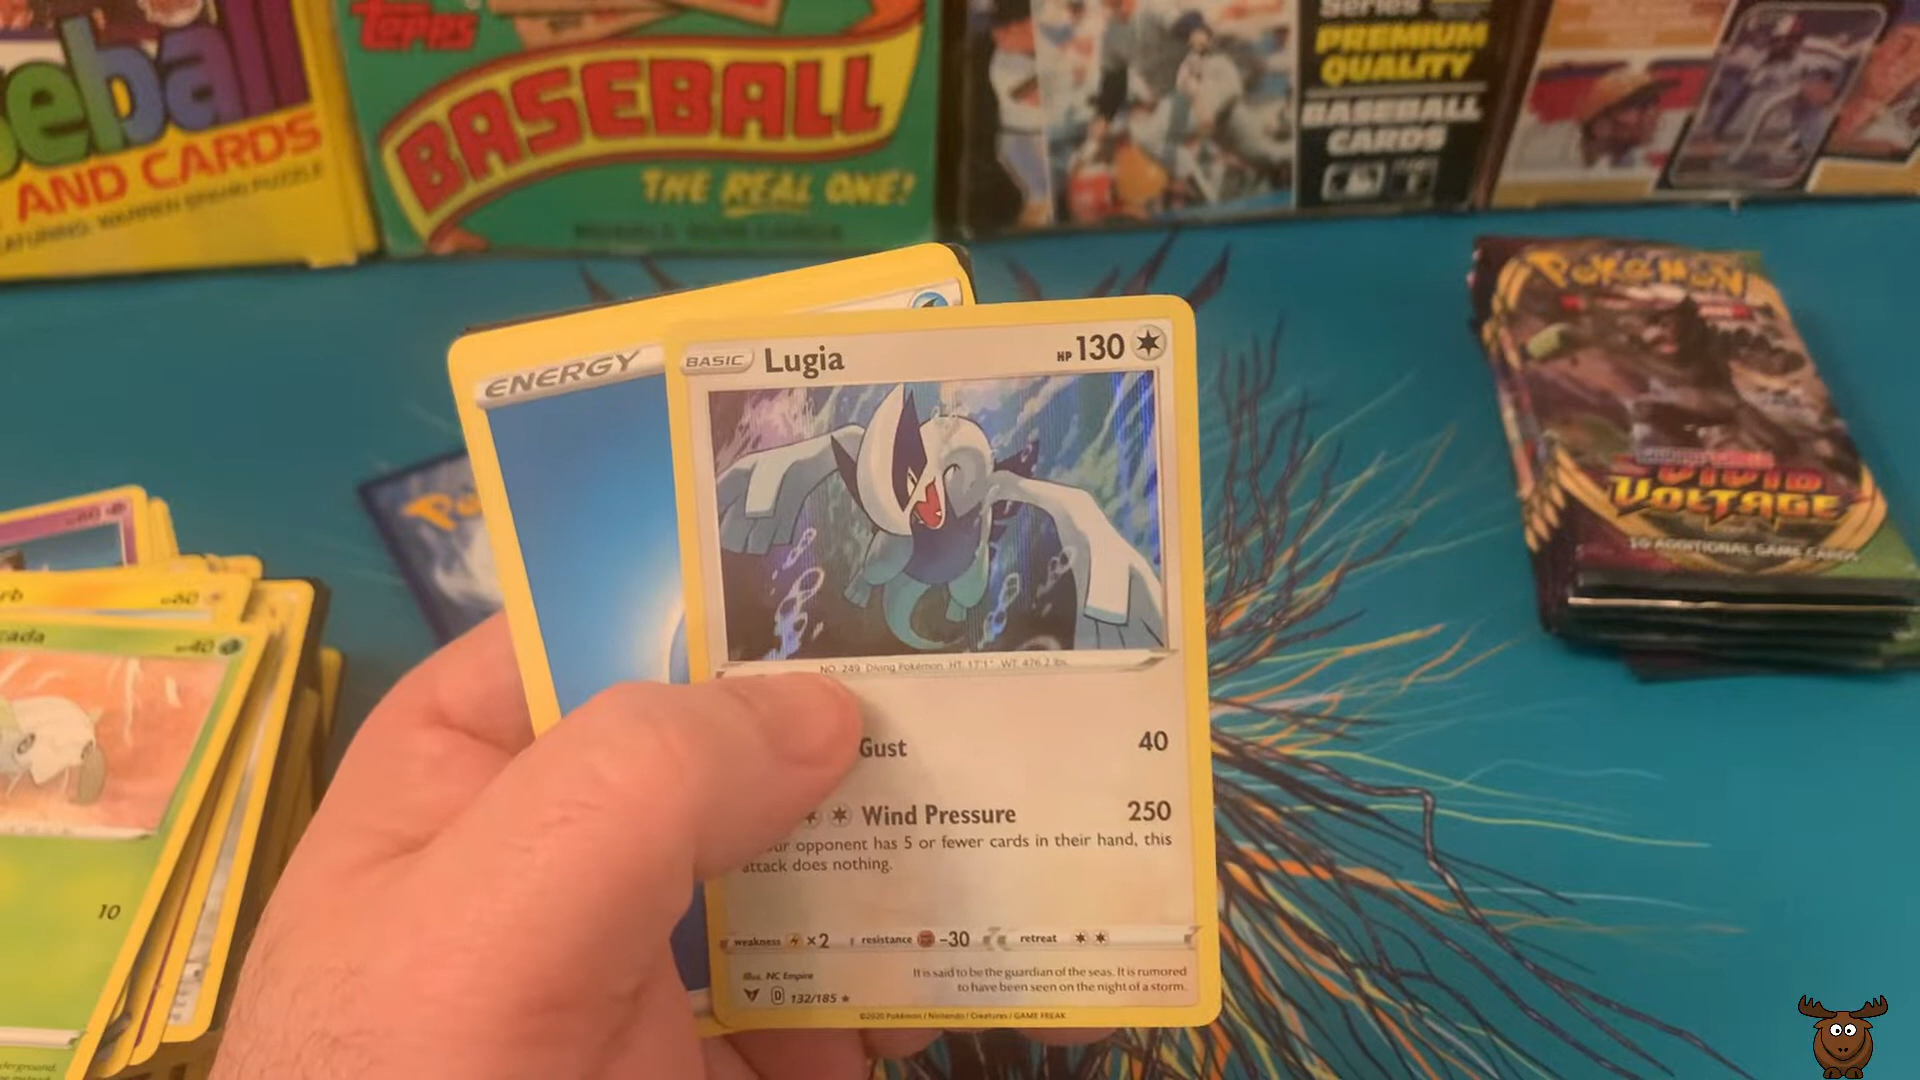 eball
AND CARDS
Topps
BASEBALL
THE REAL ONE!
Series
PREMIUM
QUALITY
BASEBALL
CARDS
POKéMON
VIVID
VOLTAGE
10 ADDITIONAL GAME CARDS
ENERGY
BASIC Lugia HP 130
NO. 249 Diving Pokémon HT: 17'1" WT: 476.2 lbs.
Gust 40
Wind Pressure 250
our opponent has 5 or fewer cards in their hand, this
attack does nothing.
weakness ×2 resistance -30 retreat
Illus. NC Empire
It is said to be the guardian of the seas. It is rumored
to have been seen on the night of a storm.
D 132/185 ★
©2020 Pokémon / Nintendo / Creatures / GAME FREAK
Po
rb
cada 40
10
derground,